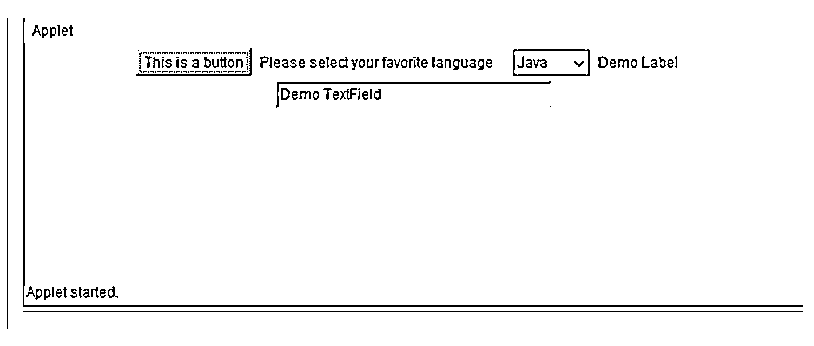 Applet
This is a button Please select your favorite language Java Demo Label
Demo TextField
Applet started.